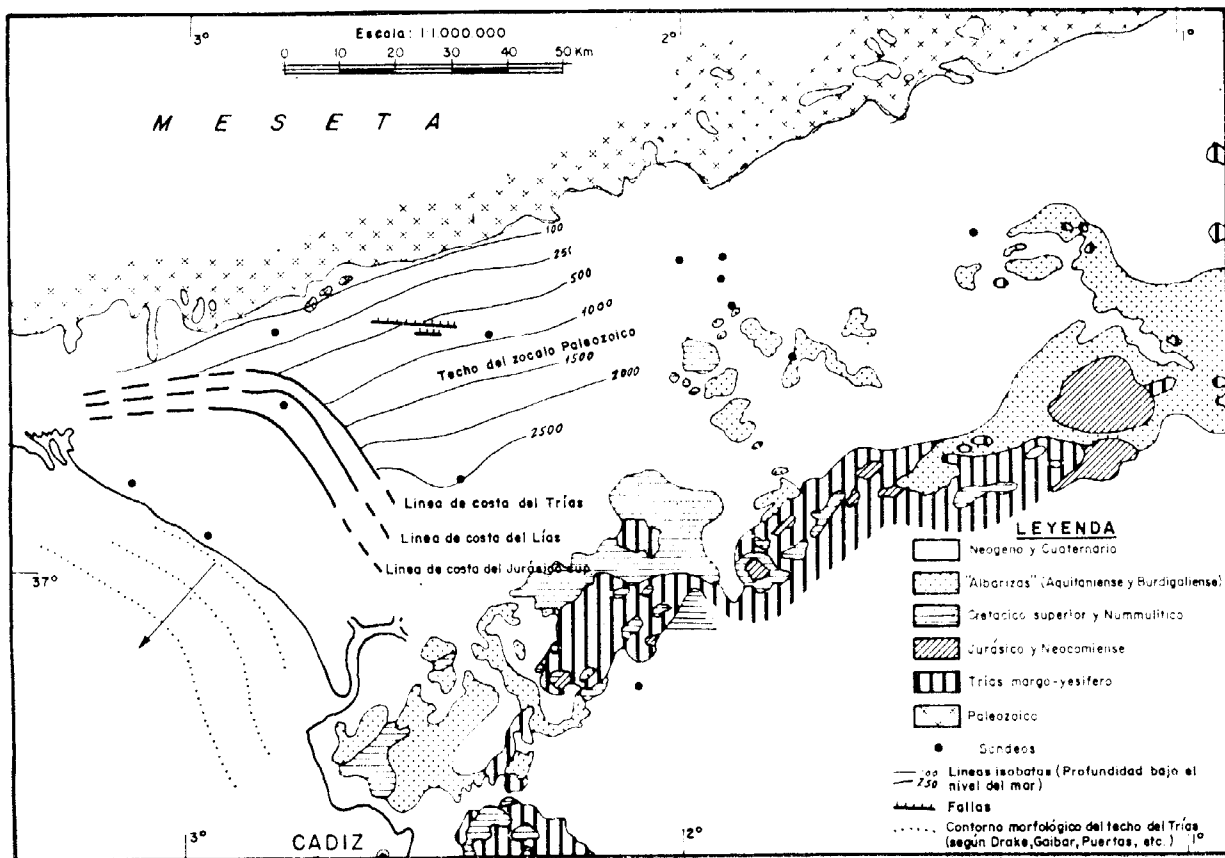 3°
2°
1°
Escala: 1:1.000.000
0 10 20 30 40 50 Km
M E S E T A
100
250
500
1000
Techo del zocalo Paleozoico
1500
2000
2500
Linea de costa del Trías
Linea de costa del Lías
Linea de costa del Jurásico sup
37°
LEYENDA
Neogeno y Cuaternario
"Albarizas" (Aquitaniense y Burdigaliense)
Cretacico superior y Nummulítico
Jurásico y Neocomiense
Trías margo-yesifero
Paleozoico
Sondeos
100
250
Lineas isobatas (Profundidad bajo el
nivel del mar)
Fallas
Contorno morfológico del techo del Trías
(según Drake, Gaibar, Puertas, etc.)
3°
CADIZ
2°
1°